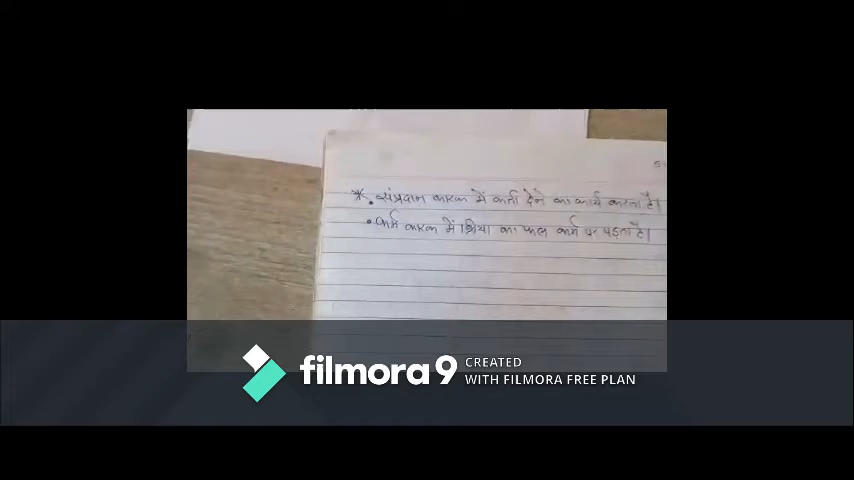 * • संप्रदान कारक में कर्ता देने का कार्य करता है।
• कर्म कारक में क्रिया का फल कर्म पर पड़ता है।
filmora9 CREATED
WITH FILMORA FREE PLAN